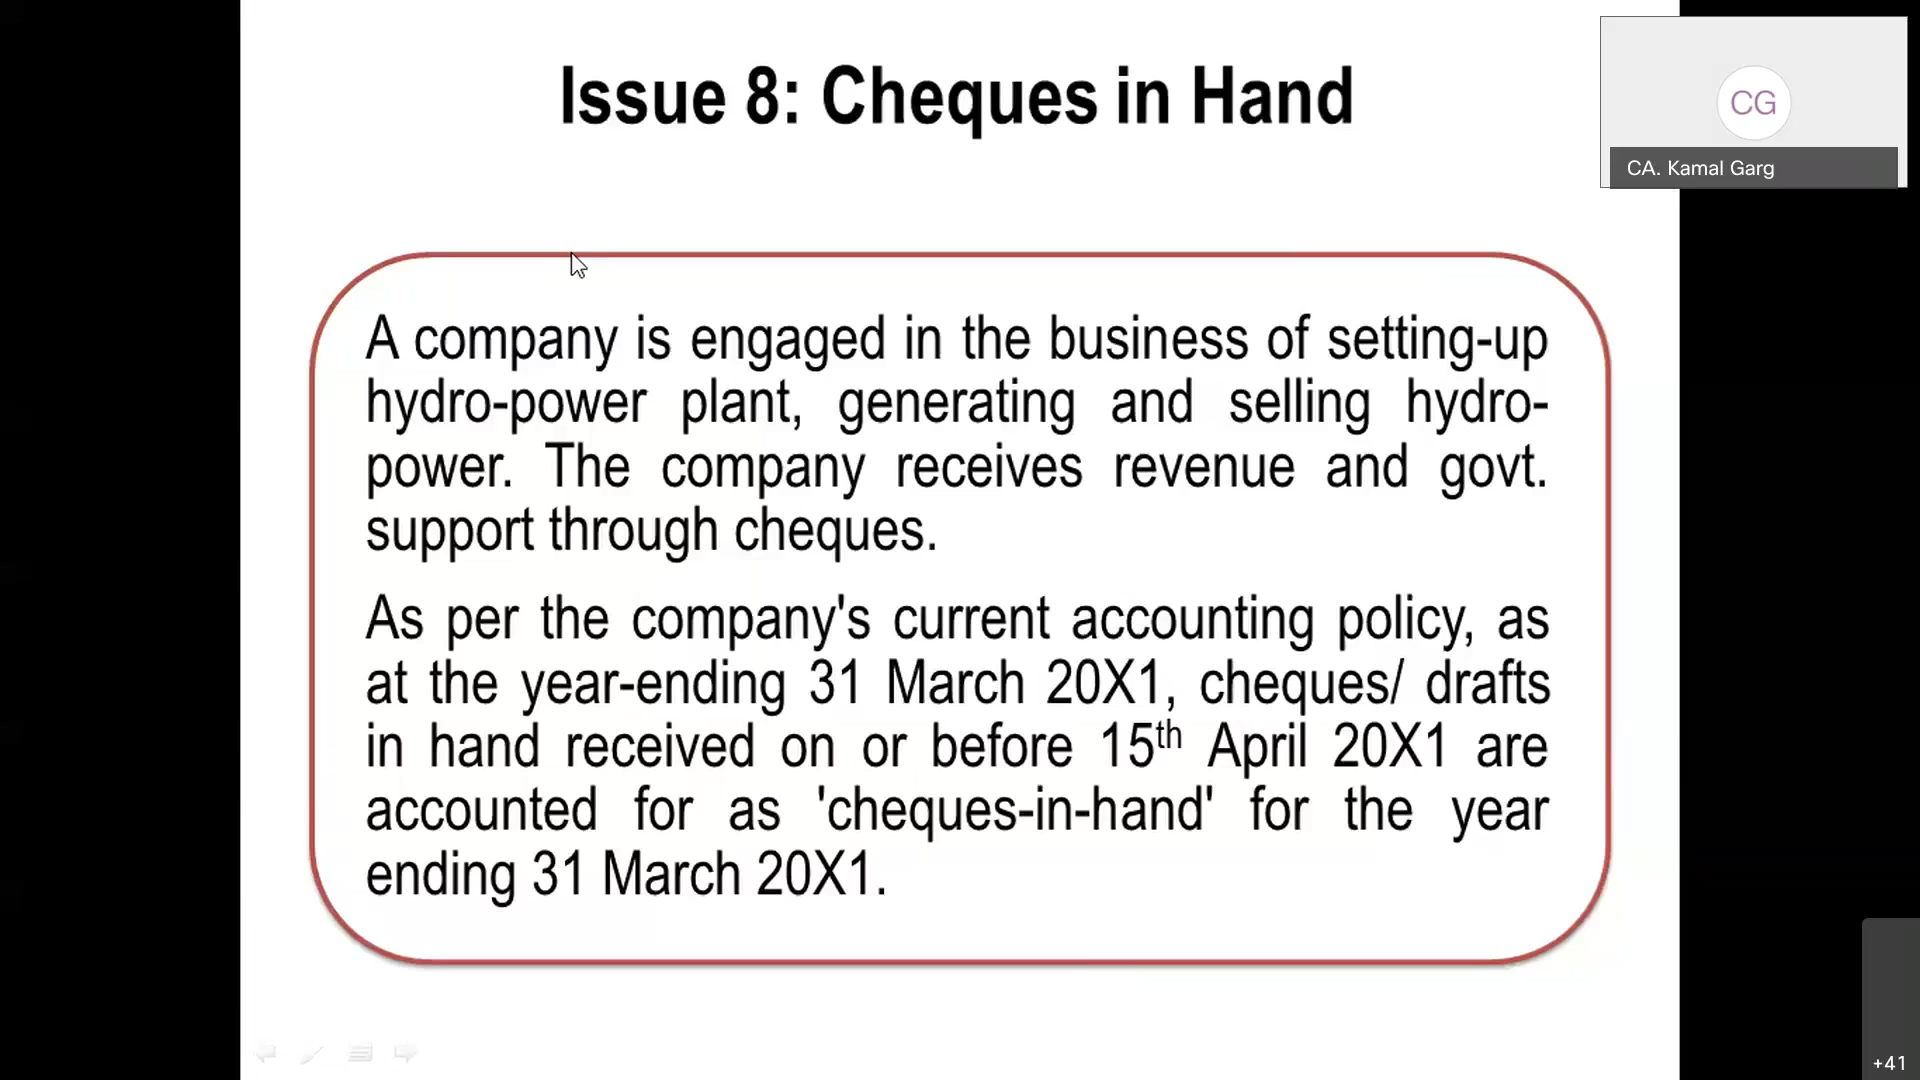 Issue 8: Cheques in Hand
CG
CA. Kamal Garg
A company is engaged in the business of setting-up
hydro-power plant, generating and selling hydro-
power. The company receives revenue and govt.
support through cheques.
As per the company's current accounting policy, as
at the year-ending 31 March 20X1, cheques/ drafts
in hand received on or before 15th April 20X1 are
accounted for as 'cheques-in-hand' for the year
ending 31 March 20X1.
+41